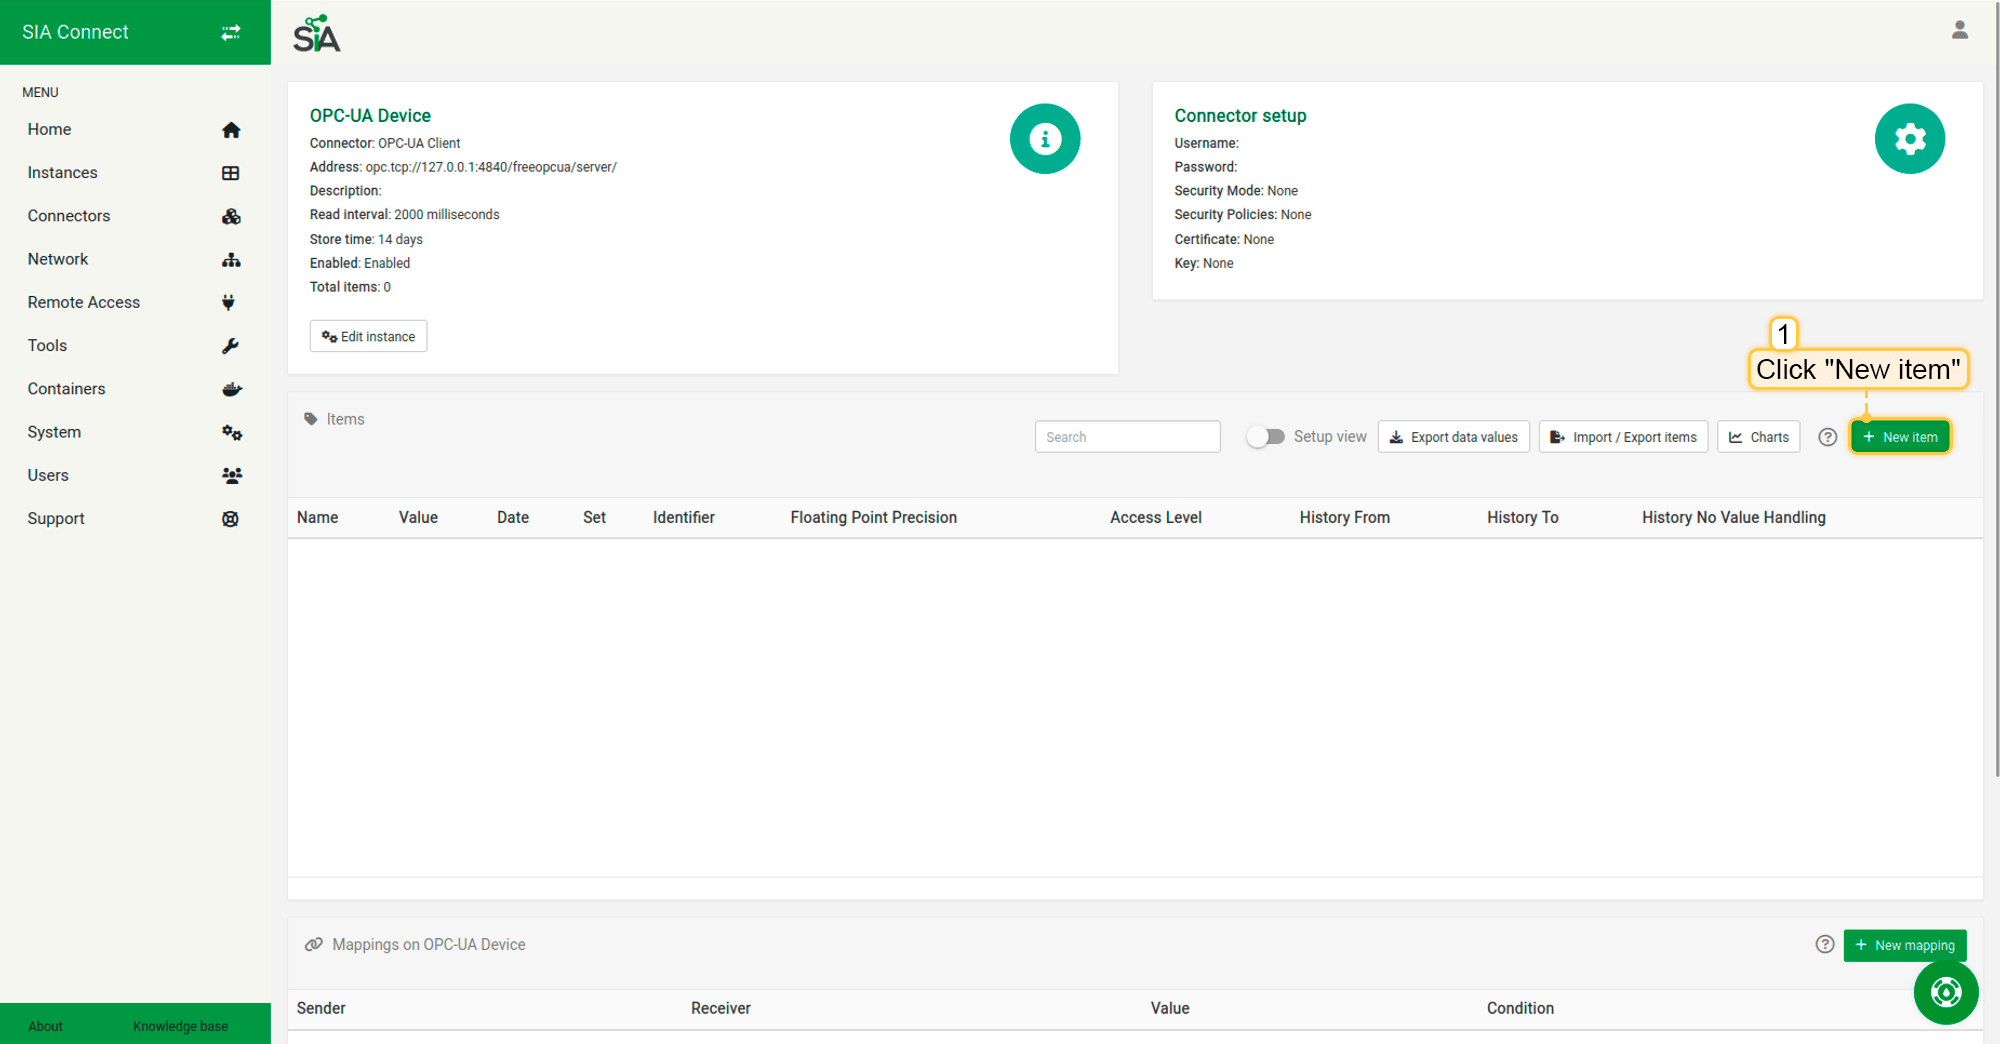 SIA Connect
SiA
MENU
Home
Instances
Connectors
Network
Remote Access
Tools
Containers
System
Users
Support
About
Knowledge base
OPC-UA Device
Connector: OPC-UA Client
Address: opc.tcp://127.0.0.1:4840/freeopcua/server/
Description:
Read interval: 2000 milliseconds
Store time: 14 days
Enabled: Enabled
Total items: 0
Edit instance
Connector setup
Username:
Password:
Security Mode: None
Security Policies: None
Certificate: None
Key: None
1
Click "New item"
Items
Search
Setup view
Export data values
Import / Export items
Charts
?
+ New item
Name Value Date Set Identifier Floating Point Precision Access Level History From History To History No Value Handling
Mappings on OPC-UA Device
?
+ New mapping
Sender Receiver Value Condition